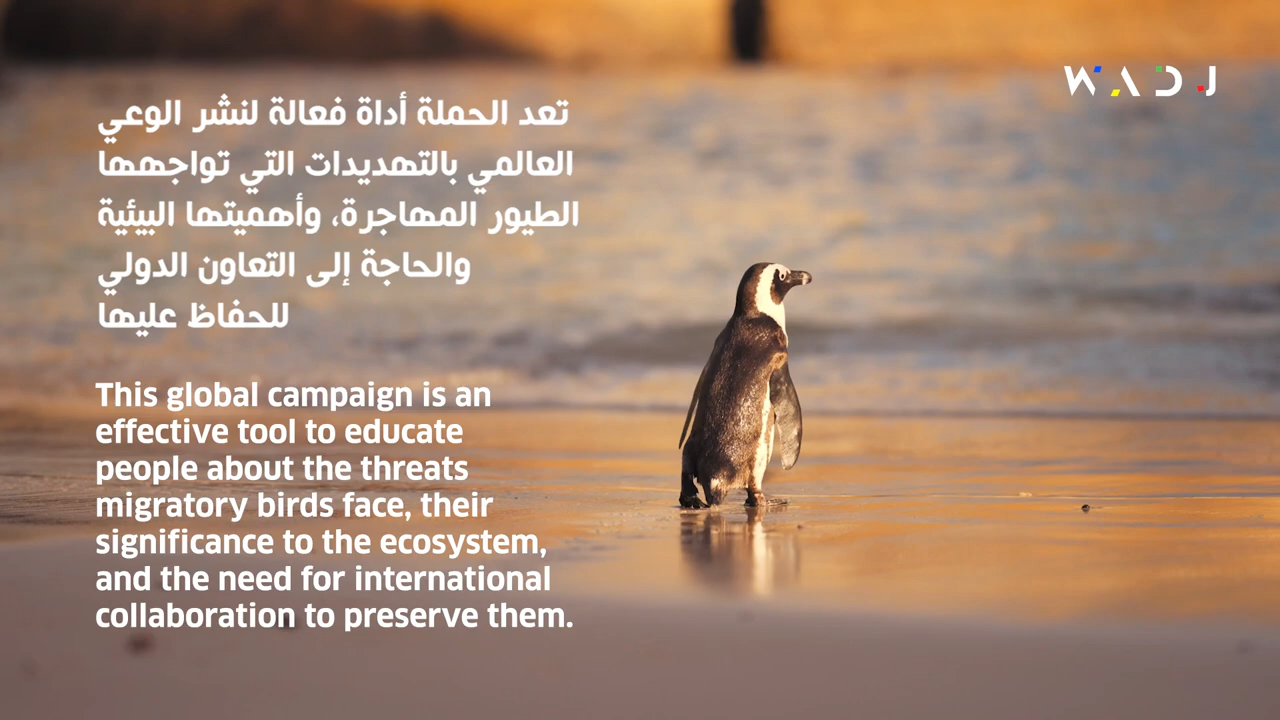 WADJ
تعد الحملة أداة فعالة لنشر الوعي
العالمي بالتهديدات التي تواجهها
الطيور المهاجرة، وأهميتها البيئية
والحاجة إلى التعاون الدولي
للحفاظ عليها
This global campaign is an
effective tool to educate
people about the threats
migratory birds face, their
significance to the ecosystem,
and the need for international
collaboration to preserve them.